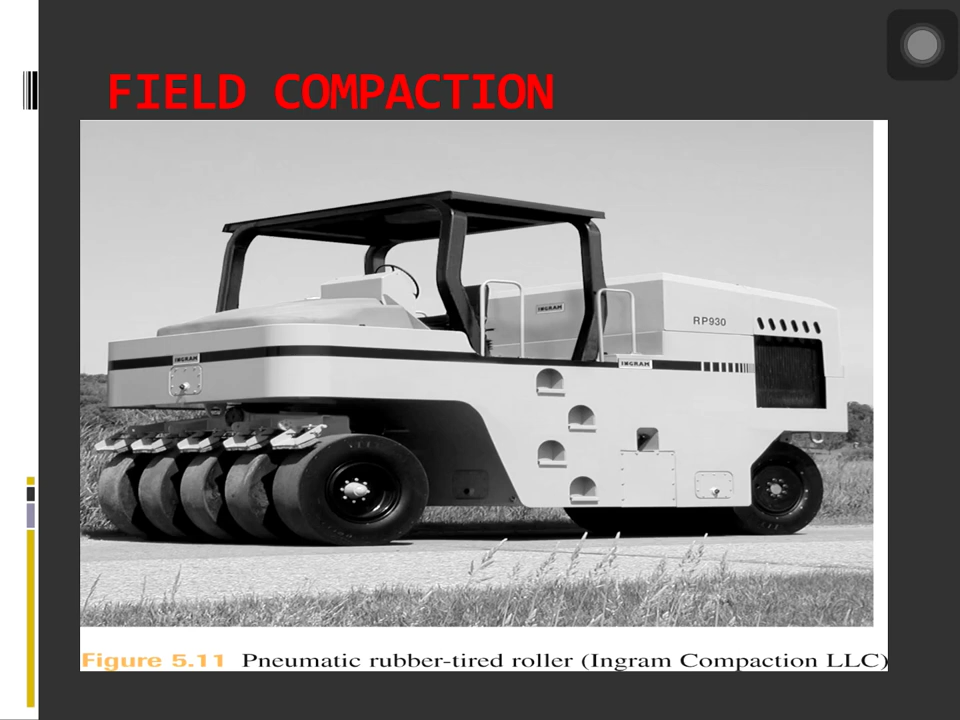 FIELD COMPACTION
INGRAM
RP930
INGRAM
INGRAM
Figure 5.11 Pneumatic rubber-tired roller (Ingram Compaction LLC)